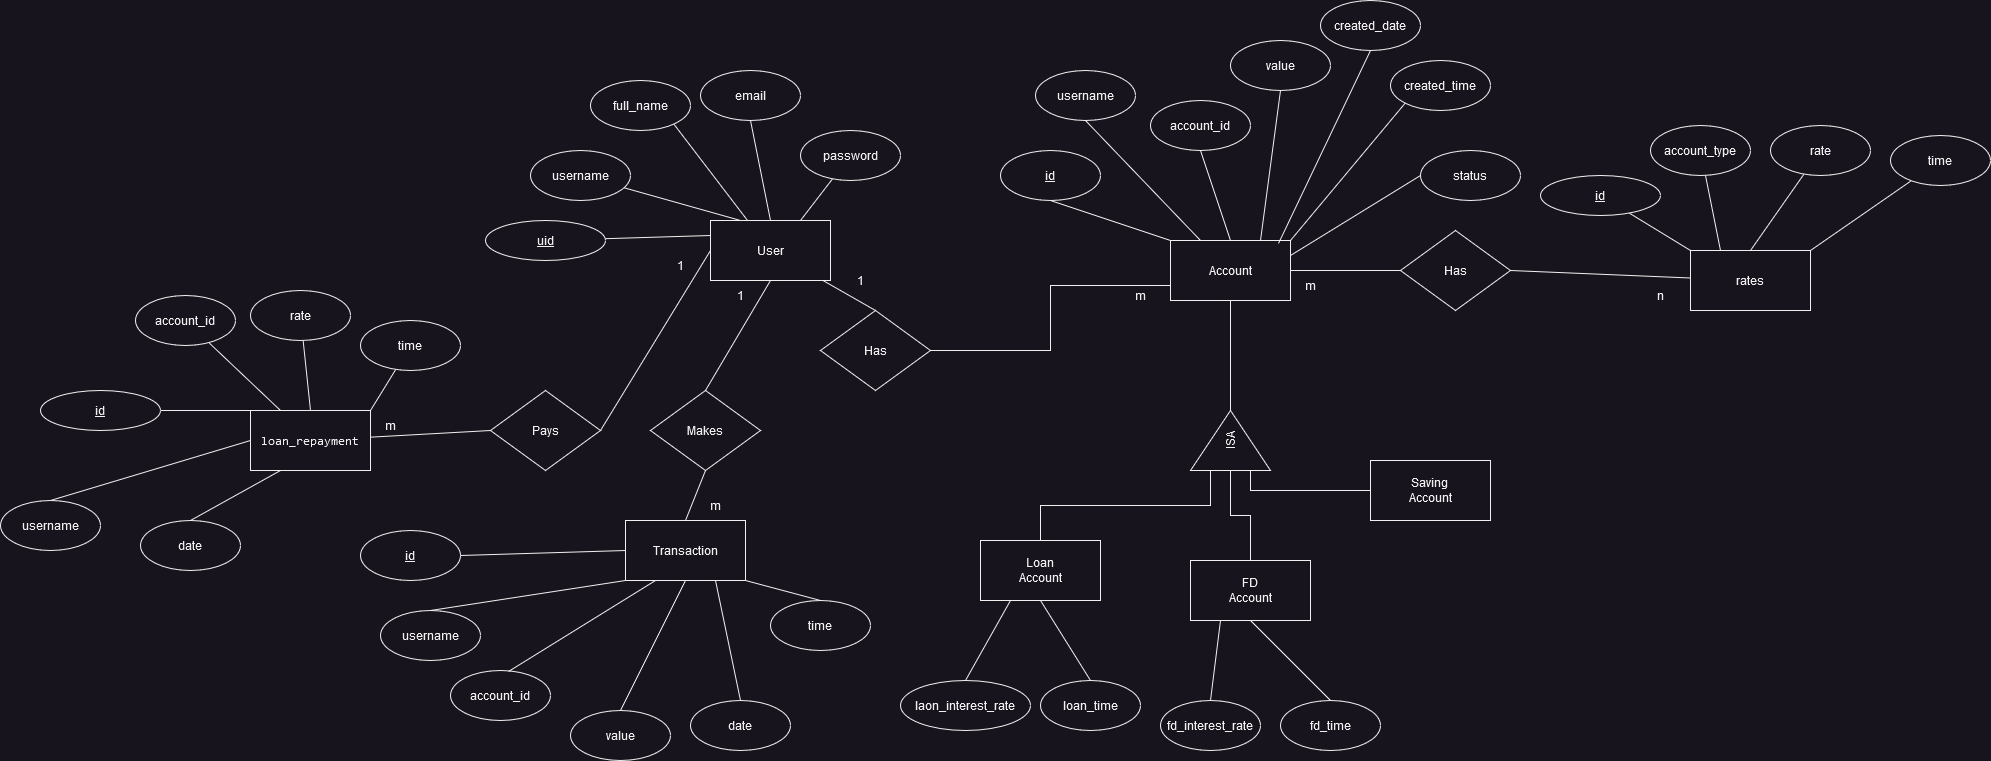 created_date
value
created_time
full_name
email
username
account_id
password
username
id
status
account_type
rate
time
id
uid
User
Account
Has
rates
1
1
1
m
m
n
account_id
rate
time
Has
id
loan_repayment
m
Pays
Makes
ISA
Saving
Account
m
username
date
id
Transaction
Loan
Account
FD
Account
username
account_id
value
date
time
laon_interest_rate
loan_time
fd_interest_rate
fd_time